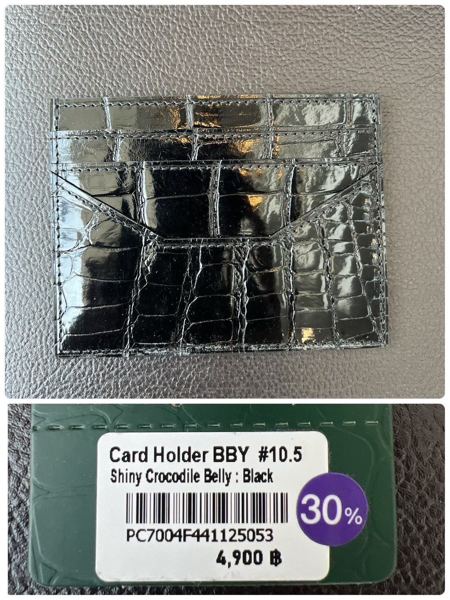 Card Holder BBY #10.5
Shiny Crocodile Belly : Black
30%
PC7004F441125053
4,900 ฿